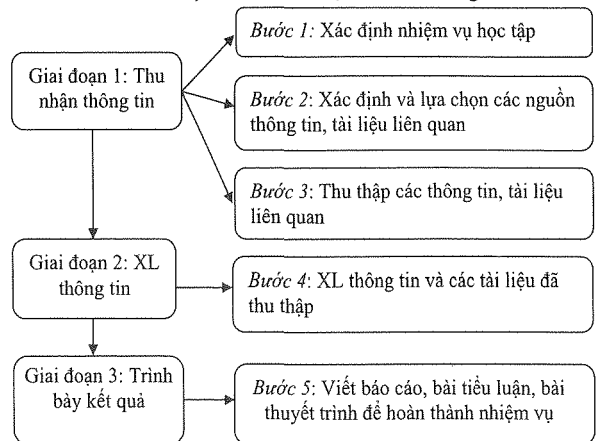 Giai đoạn 1: Thu
nhận thông tin
Bước 1: Xác định nhiệm vụ học tập
Bước 2: Xác định và lựa chọn các nguồn
thông tin, tài liệu liên quan
Bước 3: Thu thập các thông tin, tài liệu
liên quan
Giai đoạn 2: XL
thông tin
Bước 4: XL thông tin và các tài liệu đã
thu thập
Giai đoạn 3: Trình
bày kết quả
Bước 5: Viết báo cáo, bài tiểu luận, bài
thuyết trình để hoàn thành nhiệm vụ